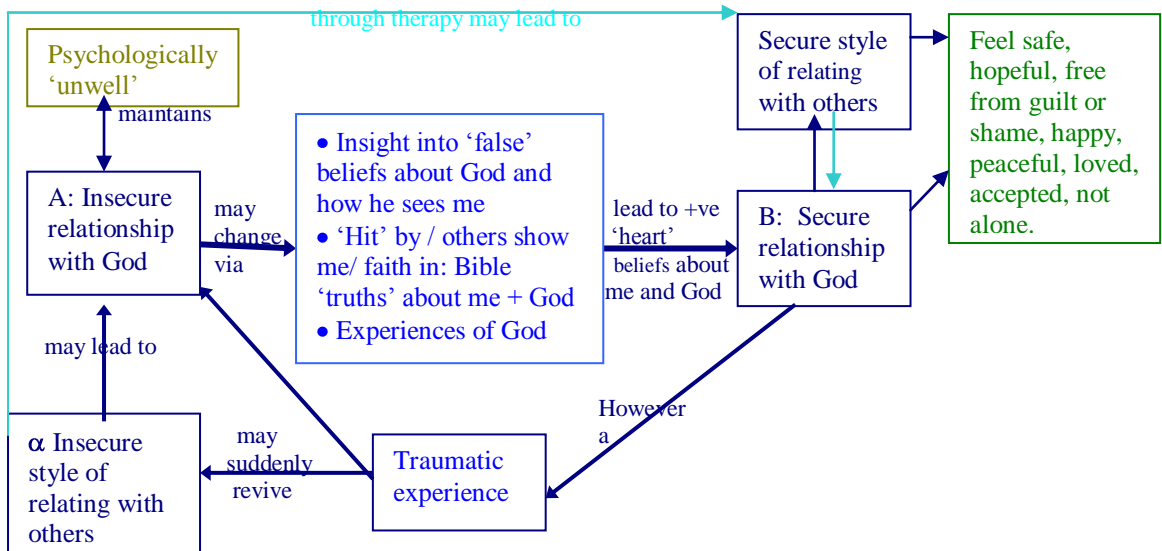 through therapy may lead to
Psychologically
‘unwell’
maintains
A: Insecure
relationship
with God
may
change
via
• Insight into ‘false’
beliefs about God and
how he sees me
• ‘Hit’ by / others show
me/ faith in: Bible
‘truths’ about me + God
• Experiences of God
lead to +ve
‘heart’
beliefs about
me and God
Secure style
of relating
with others
B: Secure
relationship
with God
Feel safe,
hopeful, free
from guilt or
shame, happy,
peaceful, loved,
accepted, not
alone.
may lead to
α Insecure
style of
relating with
others
may
suddenly
revive
Traumatic
experience
However
a